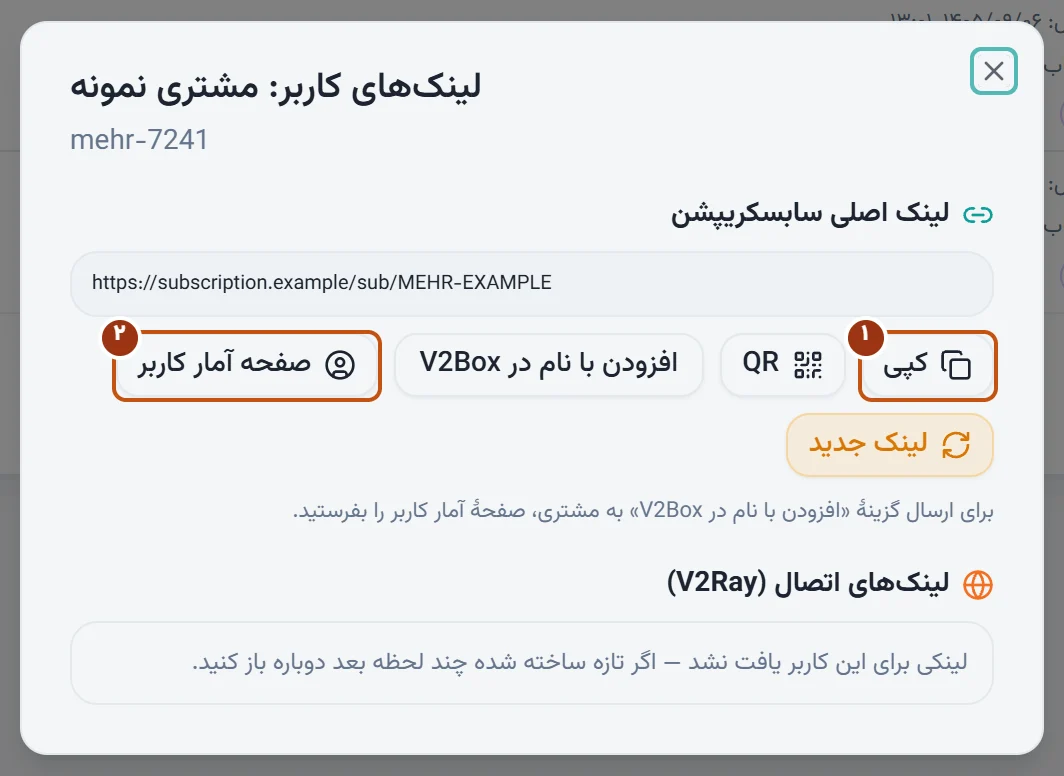 لینک‌های کاربر: مشتری نمونه
mehr-7241
لینک اصلی سابسکریپشن
https://subscription.example/sub/MEHR-EXAMPLE
۱
کپی
QR
افزودن با نام در V2Box
۲
صفحه آمار کاربر
لینک جدید
برای ارسال گزینهٔ «افزودن با نام در V2Box» به مشتری، صفحهٔ آمار کاربر را بفرستید.
لینک‌های اتصال (V2Ray)
لینکی برای این کاربر یافت نشد — اگر تازه ساخته شده چند لحظه بعد دوباره باز کنید.